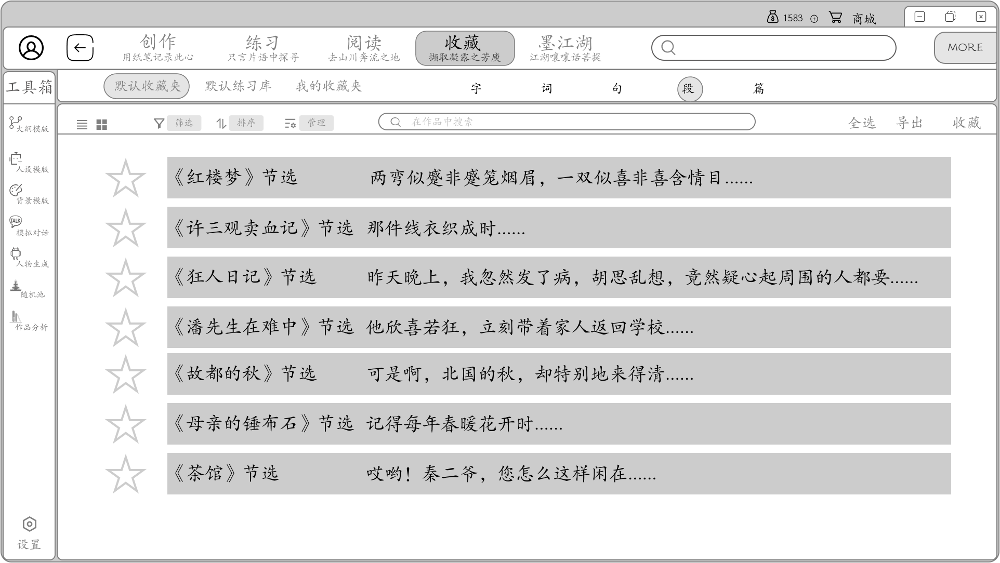 1583 商城
创作 练习 阅读 收藏 墨江湖 MORE
用纸笔记录此心 只言片语中探寻 去山川奔流之地 撷取凝露之芳庾 江湖嚷嚷话菩提
工具箱 默认收藏夹 默认练习库 我的收藏夹 字 词 句 段 篇
筛选 排序 管理 在作品中搜索 全选 导出 收藏
大纲模版
人设模版
背景模版
TALK
模拟对话
人物生成
随机池
作品分析
设置
《红楼梦》节选 两弯似蹙非蹙笼烟眉，一双似喜非喜含情目......
《许三观卖血记》节选 那件线衣织成时......
《狂人日记》节选 昨天晚上，我忽然发了病，胡思乱想，竟然疑心起周围的人都要......
《潘先生在难中》节选 他欣喜若狂，立刻带着家人返回学校......
《故都的秋》节选 可是啊，北国的秋，却特别地来得清......
《母亲的锤布石》节选 记得每年春暖花开时......
《茶馆》节选 哎哟！秦二爷，您怎么这样闲在......